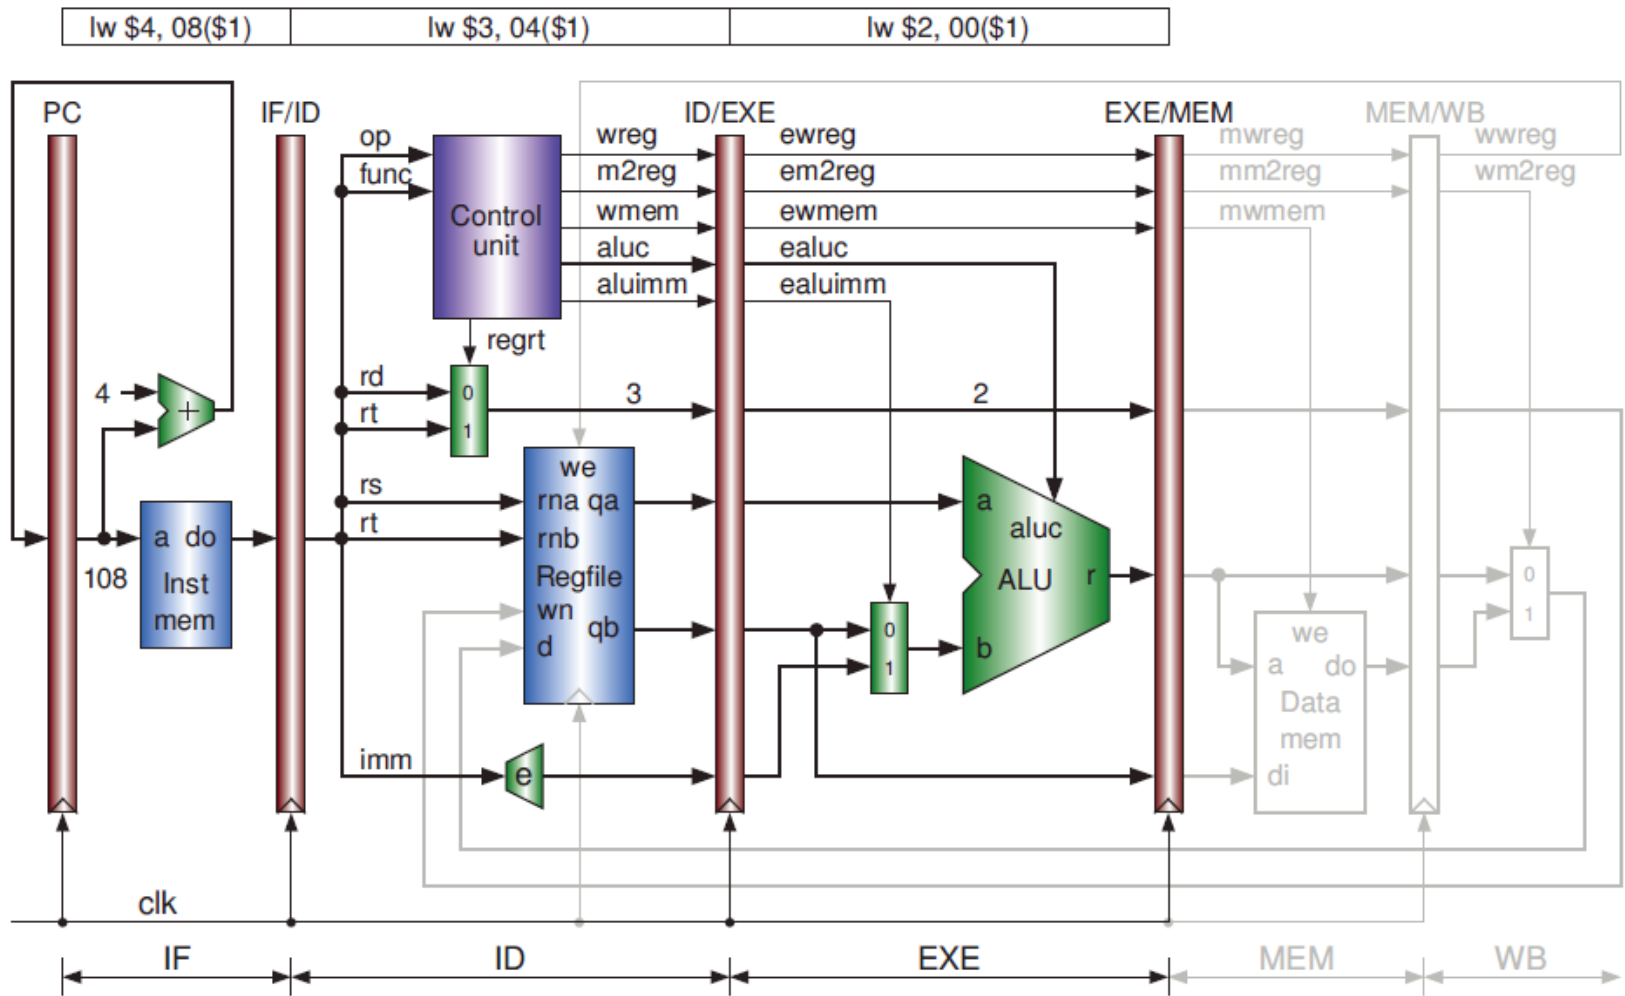 lw $4, 08($1) lw $3, 04($1) lw $2, 00($1)
PC IF/ID ID/EXE EXE/MEM MEM/WB
op wreg ewreg mwreg wwreg
func m2reg em2reg mm2reg wm2reg
Control
unit
wmem ewmem mwmem
aluc ealuc
aluimm ealuimm
regrt
4 + rd 0 3 2
rt 1
rs we
rna qa a
aluc
a do rt rnb
108 Inst
mem
Regfile ALU r 0
wn 1
d qb 0
1 b
we
a do
Data
mem
imm e di
clk
IF ID EXE MEM WB